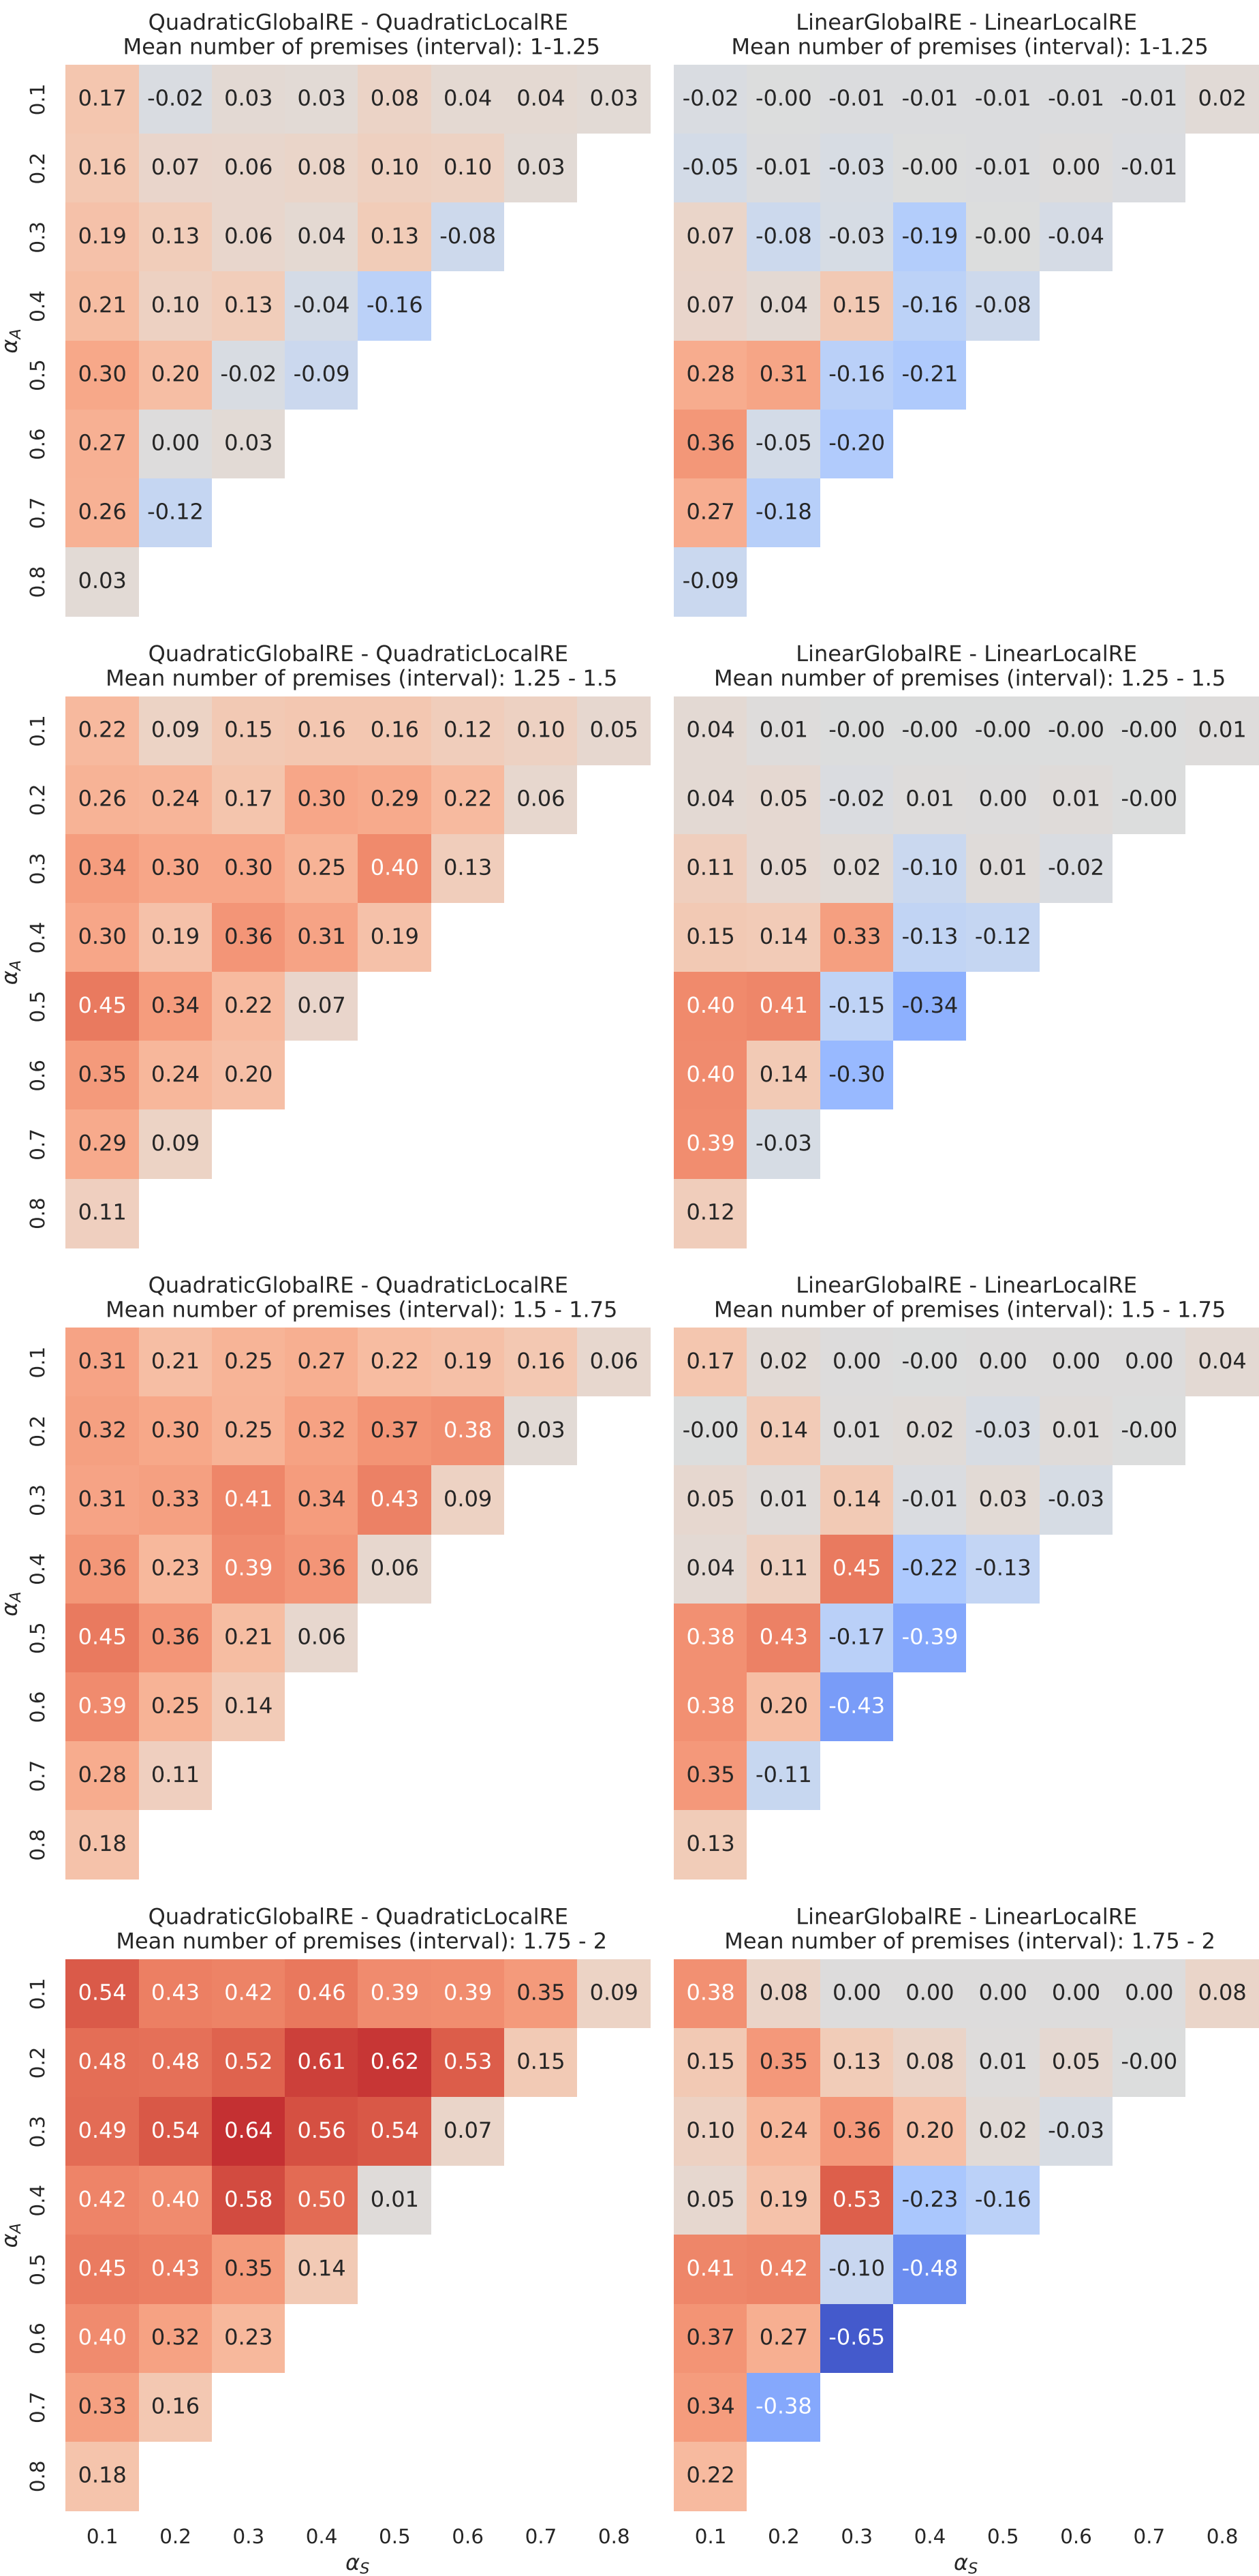 QuadraticGlobalRE - QuadraticLocalRE
Mean number of premises (interval): 1-1.25
0.1 0.17 -0.02 0.03 0.03 0.08 0.04 0.04 0.03
0.2 0.16 0.07 0.06 0.08 0.10 0.10 0.03
0.3 0.19 0.13 0.06 0.04 0.13 -0.08
0.4 0.21 0.10 0.13 -0.04 -0.16
α_A
0.5 0.30 0.20 -0.02 -0.09
0.6 0.27 0.00 0.03
0.7 0.26 -0.12
0.8 0.03
LinearGlobalRE - LinearLocalRE
Mean number of premises (interval): 1-1.25
-0.02 -0.00 -0.01 -0.01 -0.01 -0.01 -0.01 0.02
-0.05 -0.01 -0.03 -0.00 -0.01 0.00 -0.01
0.07 -0.08 -0.03 -0.19 -0.00 -0.04
0.07 0.04 0.15 -0.16 -0.08
0.28 0.31 -0.16 -0.21
0.36 -0.05 -0.20
0.27 -0.18
-0.09
QuadraticGlobalRE - QuadraticLocalRE
Mean number of premises (interval): 1.25 - 1.5
0.1 0.22 0.09 0.15 0.16 0.16 0.12 0.10 0.05
0.2 0.26 0.24 0.17 0.30 0.29 0.22 0.06
0.3 0.34 0.30 0.30 0.25 0.40 0.13
0.4 0.30 0.19 0.36 0.31 0.19
α_A
0.5 0.45 0.34 0.22 0.07
0.6 0.35 0.24 0.20
0.7 0.29 0.09
0.8 0.11
LinearGlobalRE - LinearLocalRE
Mean number of premises (interval): 1.25 - 1.5
0.04 0.01 -0.00 -0.00 -0.00 -0.00 -0.00 0.01
0.04 0.05 -0.02 0.01 0.00 0.01 -0.00
0.11 0.05 0.02 -0.10 0.01 -0.02
0.15 0.14 0.33 -0.13 -0.12
0.40 0.41 -0.15 -0.34
0.40 0.14 -0.30
0.39 -0.03
0.12
QuadraticGlobalRE - QuadraticLocalRE
Mean number of premises (interval): 1.5 - 1.75
0.1 0.31 0.21 0.25 0.27 0.22 0.19 0.16 0.06
0.2 0.32 0.30 0.25 0.32 0.37 0.38 0.03
0.3 0.31 0.33 0.41 0.34 0.43 0.09
0.4 0.36 0.23 0.39 0.36 0.06
α_A
0.5 0.45 0.36 0.21 0.06
0.6 0.39 0.25 0.14
0.7 0.28 0.11
0.8 0.18
LinearGlobalRE - LinearLocalRE
Mean number of premises (interval): 1.5 - 1.75
0.17 0.02 0.00 -0.00 0.00 0.00 0.00 0.04
-0.00 0.14 0.01 0.02 -0.03 0.01 -0.00
0.05 0.01 0.14 -0.01 0.03 -0.03
0.04 0.11 0.45 -0.22 -0.13
0.38 0.43 -0.17 -0.39
0.38 0.20 -0.43
0.35 -0.11
0.13
QuadraticGlobalRE - QuadraticLocalRE
Mean number of premises (interval): 1.75 - 2
0.1 0.54 0.43 0.42 0.46 0.39 0.39 0.35 0.09
0.2 0.48 0.48 0.52 0.61 0.62 0.53 0.15
0.3 0.49 0.54 0.64 0.56 0.54 0.07
0.4 0.42 0.40 0.58 0.50 0.01
α_A
0.5 0.45 0.43 0.35 0.14
0.6 0.40 0.32 0.23
0.7 0.33 0.16
0.8 0.18
0.1 0.2 0.3 0.4 0.5 0.6 0.7 0.8
α_S
LinearGlobalRE - LinearLocalRE
Mean number of premises (interval): 1.75 - 2
0.38 0.08 0.00 0.00 0.00 0.00 0.00 0.08
0.15 0.35 0.13 0.08 0.01 0.05 -0.00
0.10 0.24 0.36 0.20 0.02 -0.03
0.05 0.19 0.53 -0.23 -0.16
0.41 0.42 -0.10 -0.48
0.37 0.27 -0.65
0.34 -0.38
0.22
0.1 0.2 0.3 0.4 0.5 0.6 0.7 0.8
α_S